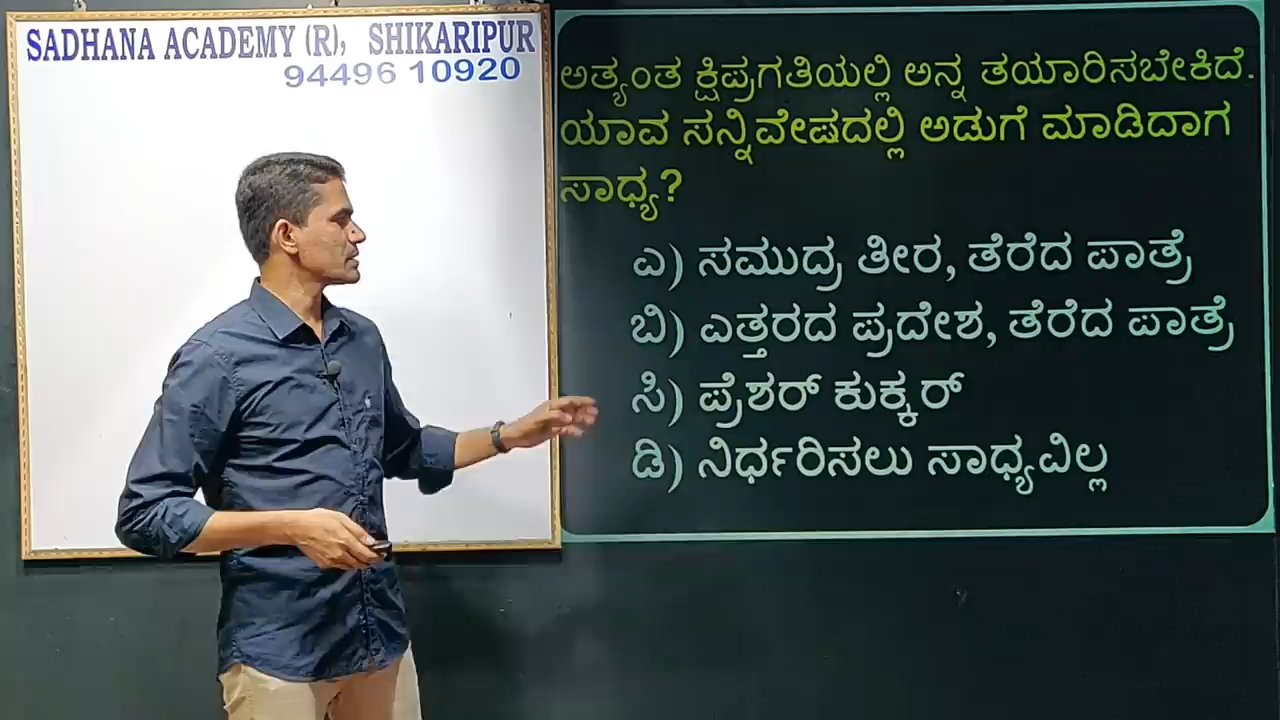 SADHANA ACADEMY (R), SHIKARIPUR
94496 10920
ಅತ್ಯಂತ ಕ್ಷಿಪ್ರಗತಿಯಲ್ಲಿ ಅನ್ನ ತಯಾರಿಸಬೇಕಿದೆ.
ಯಾವ ಸನ್ನಿವೇಷದಲ್ಲಿ ಅಡುಗೆ ಮಾಡಿದಾಗ
ಸಾಧ್ಯ?
ಎ) ಸಮುದ್ರ ತೀರ, ತೆರೆದ ಪಾತ್ರೆ
ಬಿ) ಎತ್ತರದ ಪ್ರದೇಶ, ತೆರೆದ ಪಾತ್ರೆ
ಸಿ) ಪ್ರೆಶರ್ ಕುಕ್ಕರ್
ಡಿ) ನಿರ್ಧರಿಸಲು ಸಾಧ್ಯವಿಲ್ಲ